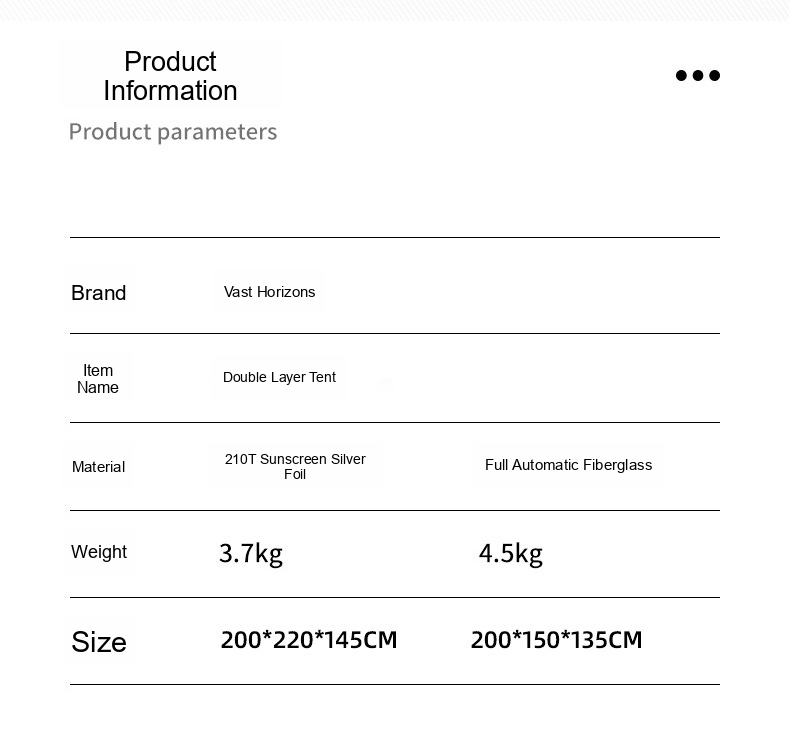 Product
Information
Product parameters
Brand
Vast Horizons
Item
Name
Double Layer Tent
Material
210T Sunscreen Silver
Foil
Full Automatic Fiberglass
Weight
3.7kg
4.5kg
Size
200*220*145CM
200*150*135CM